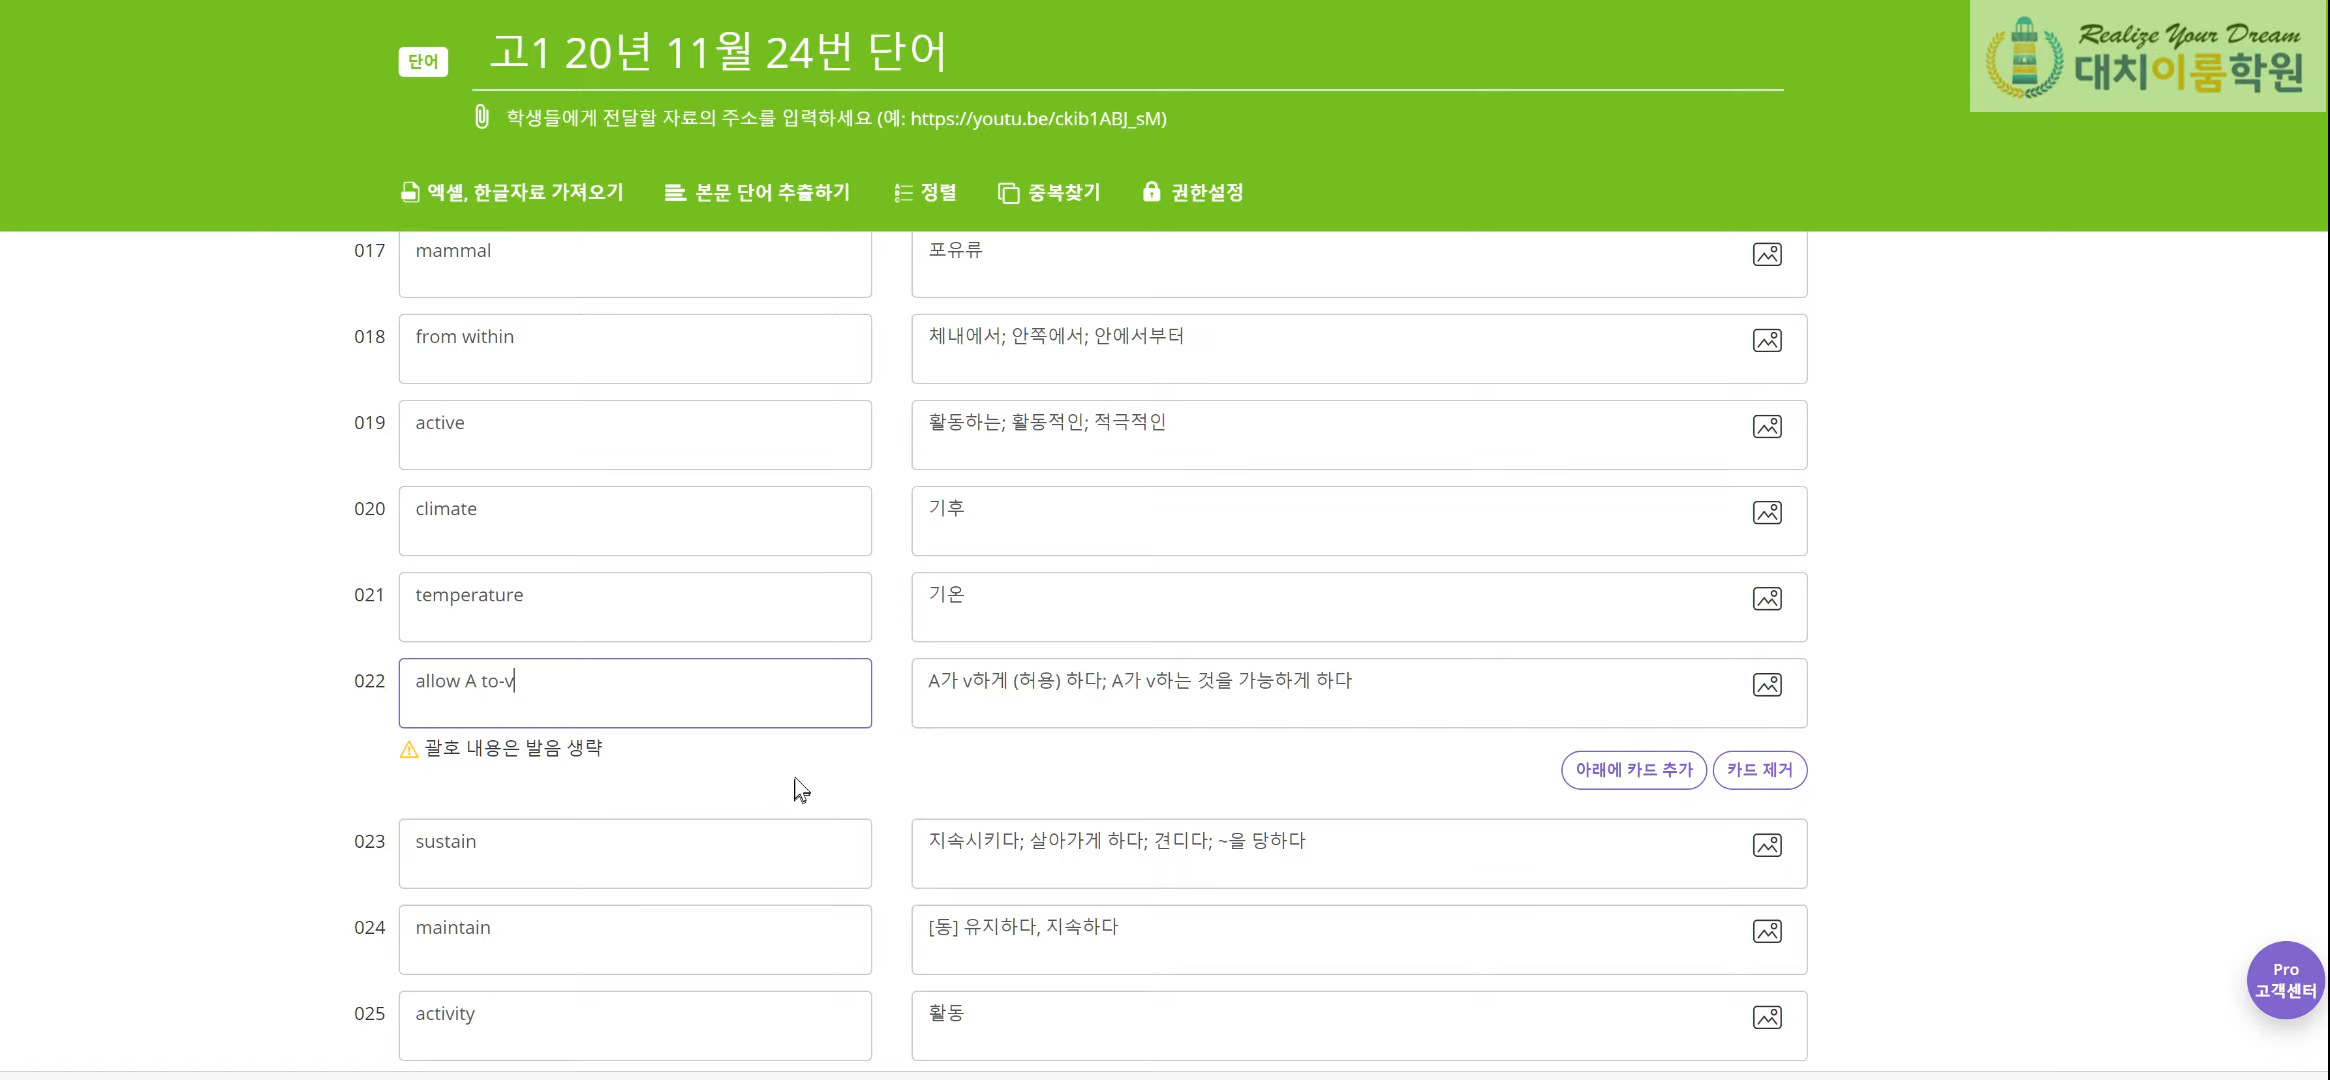 고1 20년 11월 24번 단어
단어
Realize Your Dream
대치이룸학원
학생들에게 전달할 자료의 주소를 입력하세요 (예: https://youtu.be/ckib1ABJ_sM)
엑셀, 한글자료 가져오기 본문 단어 추출하기 정렬 중복찾기 권한설정
017 mammal 포유류
018 from within 체내에서; 안쪽에서; 안에서부터
019 active 활동하는; 활동적인; 적극적인
020 climate 기후
021 temperature 기온
022 allow A to-v A가 v하게 (허용) 하다; A가 v하는 것을 가능하게 하다
괄호 내용은 발음 생략
아래에 카드 추가 카드 제거
023 sustain 지속시키다; 살아가게 하다; 견디다; ~을 당하다
024 maintain [동] 유지하다, 지속하다
025 activity 활동
Pro
고객센터